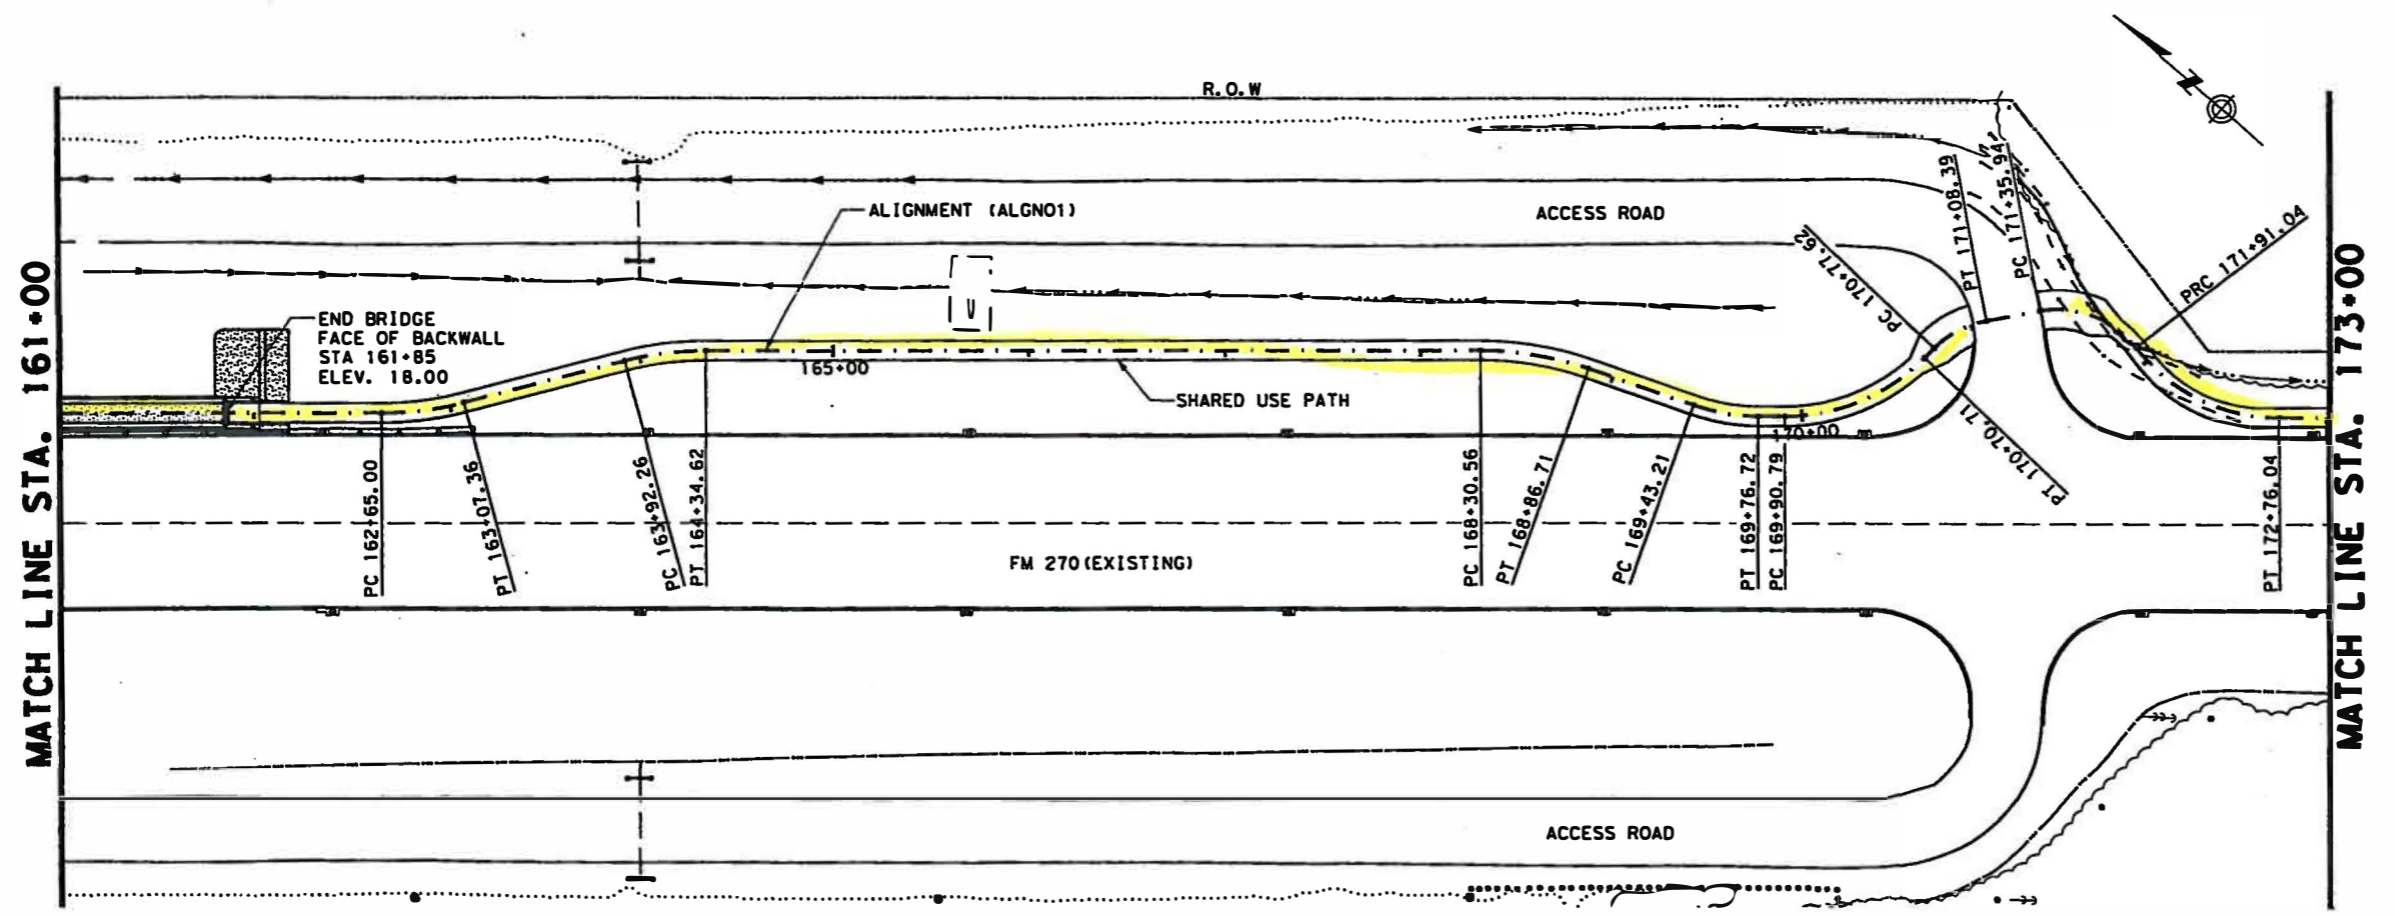 R.O.W
N
ALIGNMENT (ALGN01)
ACCESS ROAD
PT 171+08.39
PC 171+35.94
PRC 171+91.04
PC 170+77.62
MATCH LINE STA. 161+00
END BRIDGE
FACE OF BACKWALL
STA 161+85
ELEV. 18.00
165+00
SHARED USE PATH
170+00
PT 170+70.71
PC 162+65.00
PT 163+07.36
PC 163+92.26
PT 164+34.62
PC 168+30.56
PT 168+86.71
PC 169+43.21
PT 169+76.72
PC 169+90.79
PT 172+76.04
MATCH LINE STA. 173+00
FM 270(EXISTING)
ACCESS ROAD